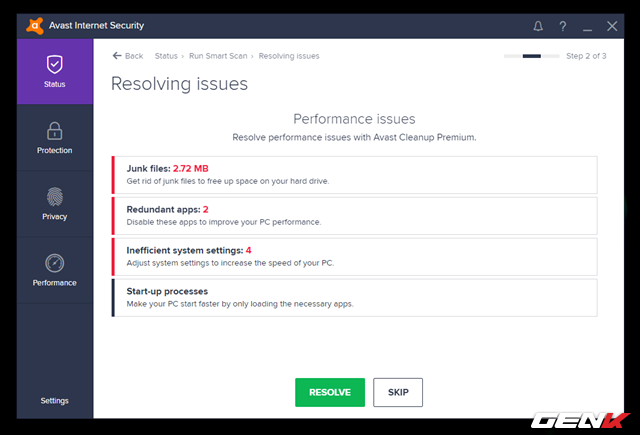 Avast Internet Security
?
Back Status › Run Smart Scan › Resolving issues Step 2 of 3
Resolving issues
Status
Protection
Privacy
Performance
Settings
Performance issues
Resolve performance issues with Avast Cleanup Premium.
Junk files: 2.72 MB
Get rid of junk files to free up space on your hard drive.
Redundant apps: 2
Disable these apps to improve your PC performance.
Inefficient system settings: 4
Adjust system settings to increase the speed of your PC.
Start-up processes
Make your PC start faster by only loading the necessary apps.
RESOLVE SKIP
GENK